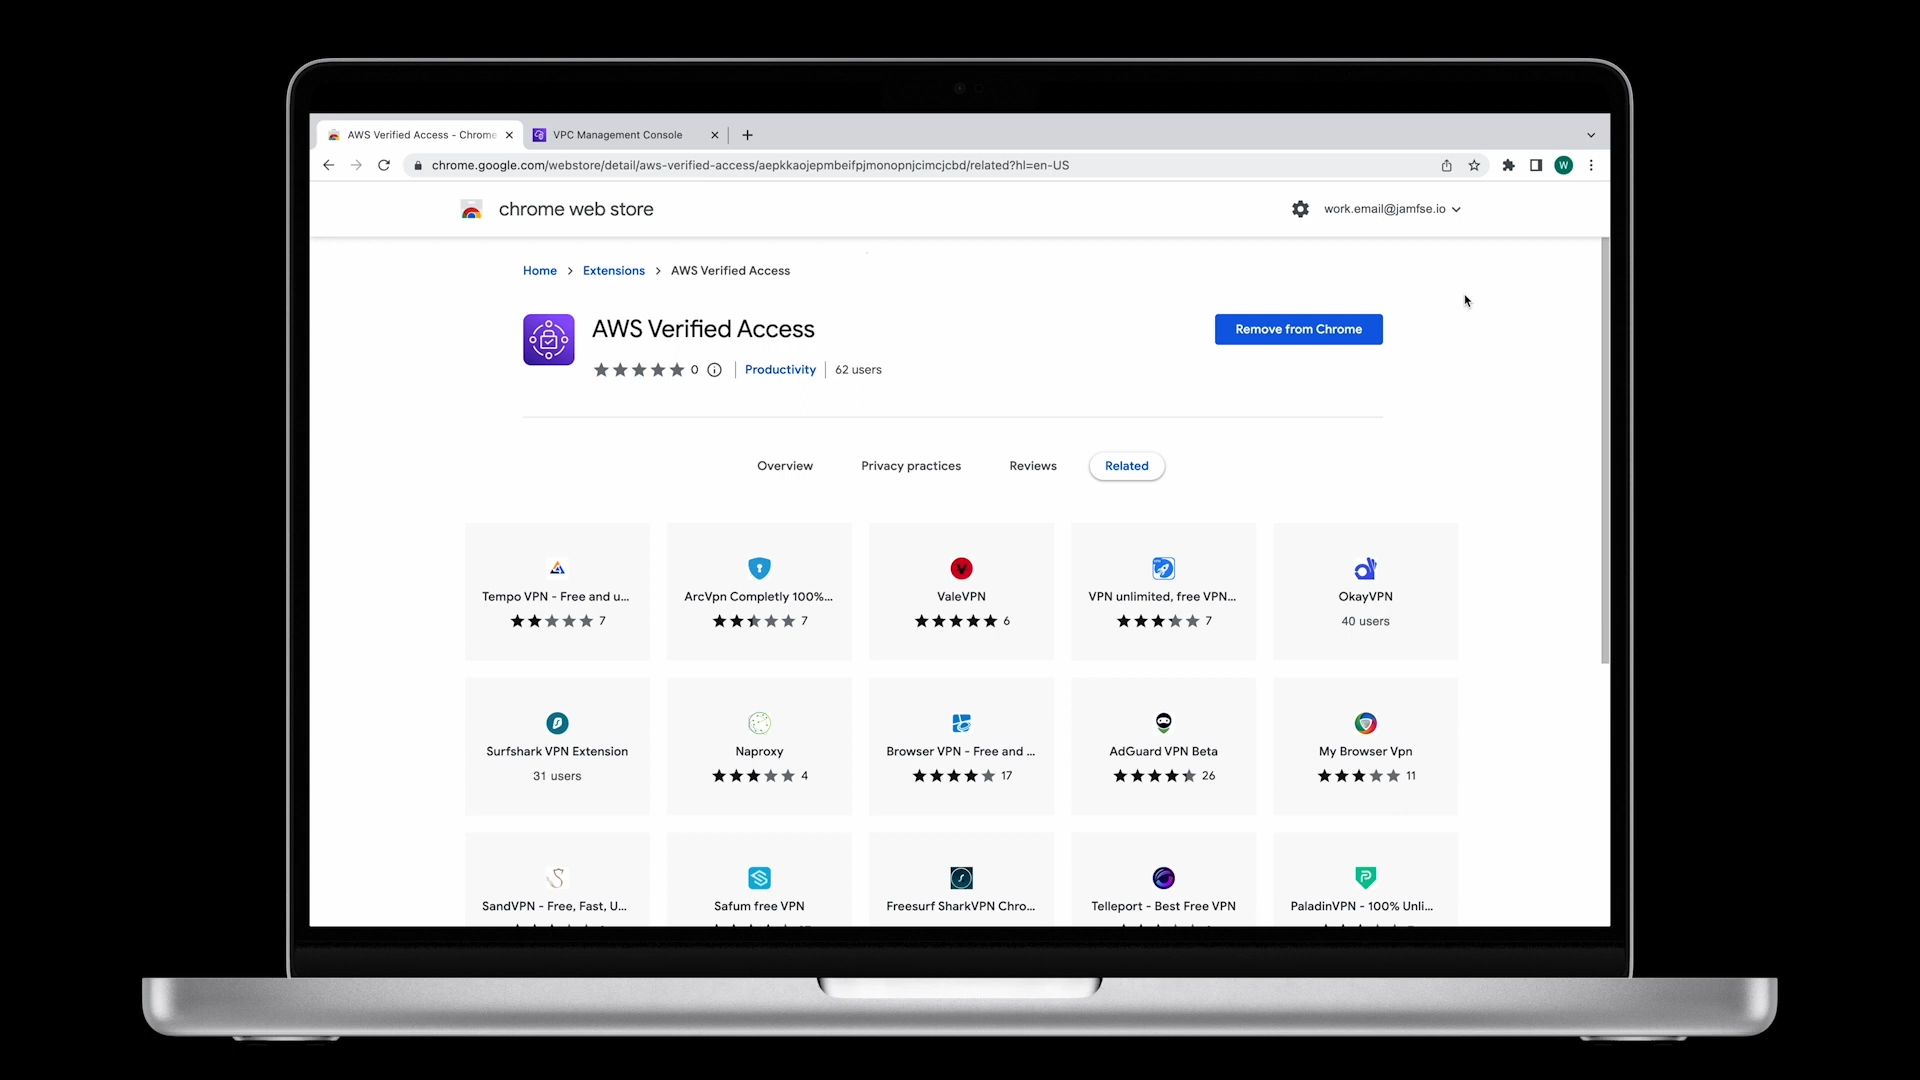 AWS Verified Access - Chrome
VPC Management Console
chrome.google.com/webstore/detail/aws-verified-access/aepkkaojepmbeifpjmonopnjcimcjcbd/related?hl=en-US
W
chrome web store
work.email@jamfse.io
Home > Extensions > AWS Verified Access
AWS Verified Access
Remove from Chrome
0 Productivity 62 users
Overview Privacy practices Reviews Related
Tempo VPN - Free and u... ArcVpn Completly 100%... ValeVPN VPN unlimited, free VPN... OkayVPN
7 7 6 7 40 users
Surfshark VPN Extension Naproxy Browser VPN - Free and ... AdGuard VPN Beta My Browser Vpn
31 users 4 17 26 11
SandVPN - Free, Fast, U... Safum free VPN Freesurf SharkVPN Chro... Telleport - Best Free VPN PaladinVPN - 100% Unli...